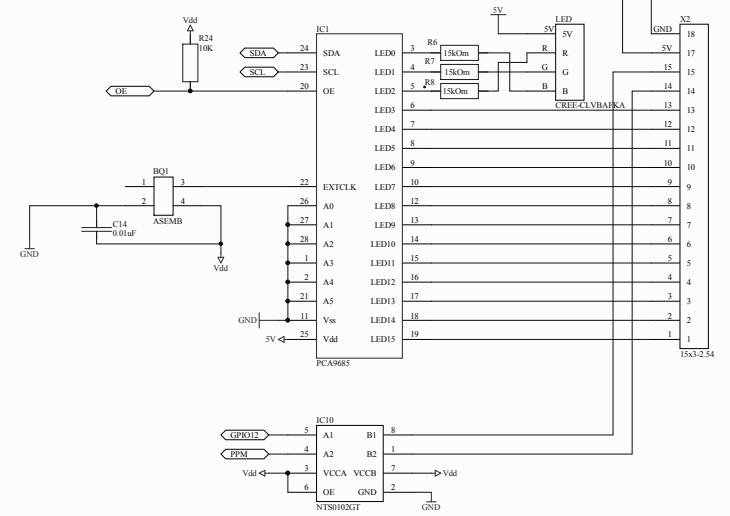 5V LED X2
Vdd IC1 GND 18
R24 10K R6 5V 5V
SDA 24 SDA LED0 3 15kOm R R 5V 17
R7
SCL 23 SCL LED1 4 15kOm G G 15 15
R8
OE 20 OE LED2 5 15kOm B B 14 14
CREE-CLVBAFKA
LED3 6 13 13
LED4 7 12 12
LED5 8 11 11
LED6 9 10 10
BQ1
1 3 22 EXTCLK LED7 10 9 9
2 4 26 A0 LED8 12 8 8
ASEMB
C14 0.01uF 27 A1 LED9 13 7 7
GND 28 A2 LED10 14 6 6
Vdd 1 A3 LED11 15 5 5
2 A4 LED12 16 4 4
21 A5 LED13 17 3 3
GND 11 Vss LED14 18 2 2
5V 25 Vdd LED15 19 1 1
PCA9685 15x3-2.54
IC10
GPIO12 5 A1 B1 8
PPM 4 A2 B2 1
Vdd 3 VCCA VCCB 7 Vdd
6 OE GND 2
NTS0102GT GND